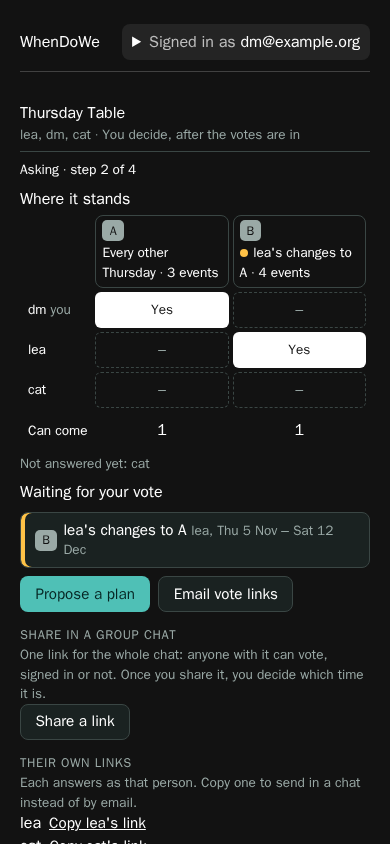 WhenDoWe
▶ Signed in as dm@example.org
Thursday Table
lea, dm, cat · You decide, after the votes are in
Asking · step 2 of 4
Where it stands
A
Every other
Thursday · 3 events
B
lea's changes to
A · 4 events
dm you Yes –
lea – Yes
cat – –
Can come 1 1
Not answered yet: cat
Waiting for your vote
B lea's changes to A lea, Thu 5 Nov – Sat 12
Dec
Propose a plan Email vote links
SHARE IN A GROUP CHAT
One link for the whole chat: anyone with it can vote,
signed in or not. Once you share it, you decide which time
it is.
Share a link
THEIR OWN LINKS
Each answers as that person. Copy one to send in a chat
instead of by email.
lea Copy lea's link
cat Copy cat's link